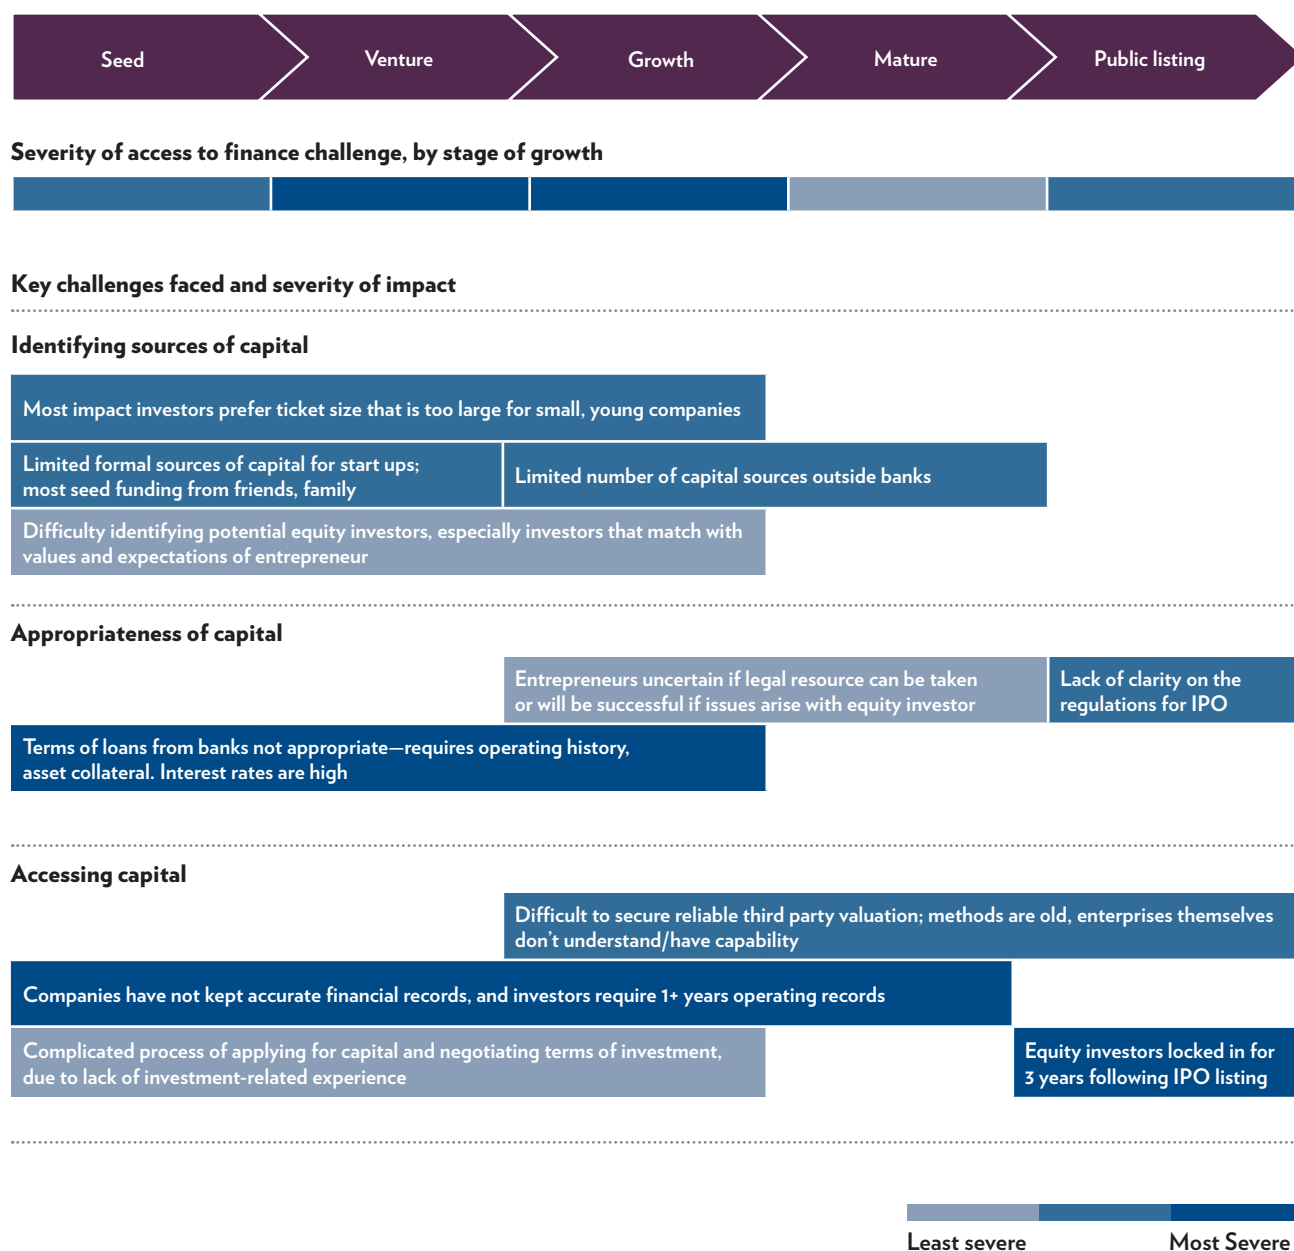 Seed
Venture
Growth
Mature
Public listing
Severity of access to finance challenge, by stage of growth
Key challenges faced and severity of impact
Identifying sources of capital
Most impact investors prefer ticket size that is too large for small, young companies
Limited formal sources of capital for start ups;
most seed funding from friends, family
Limited number of capital sources outside banks
Difficulty identifying potential equity investors, especially investors that match with
values and expectations of entrepreneur
Appropriateness of capital
Entrepreneurs uncertain if legal resource can be taken
or will be successful if issues arise with equity investor
Lack of clarity on the
regulations for IPO
Terms of loans from banks not appropriate—requires operating history,
asset collateral. Interest rates are high
Accessing capital
Difficult to secure reliable third party valuation; methods are old, enterprises themselves
don't understand/have capability
Companies have not kept accurate financial records, and investors require 1+ years operating records
Complicated process of applying for capital and negotiating terms of investment,
due to lack of investment-related experience
Equity investors locked in for
3 years following IPO listing
Least severe
Most Severe